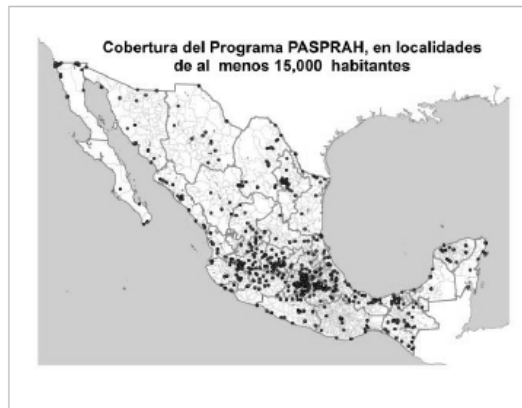 Cobertura del Programa PASPRAH, en localidades
de al menos 15,000 habitantes